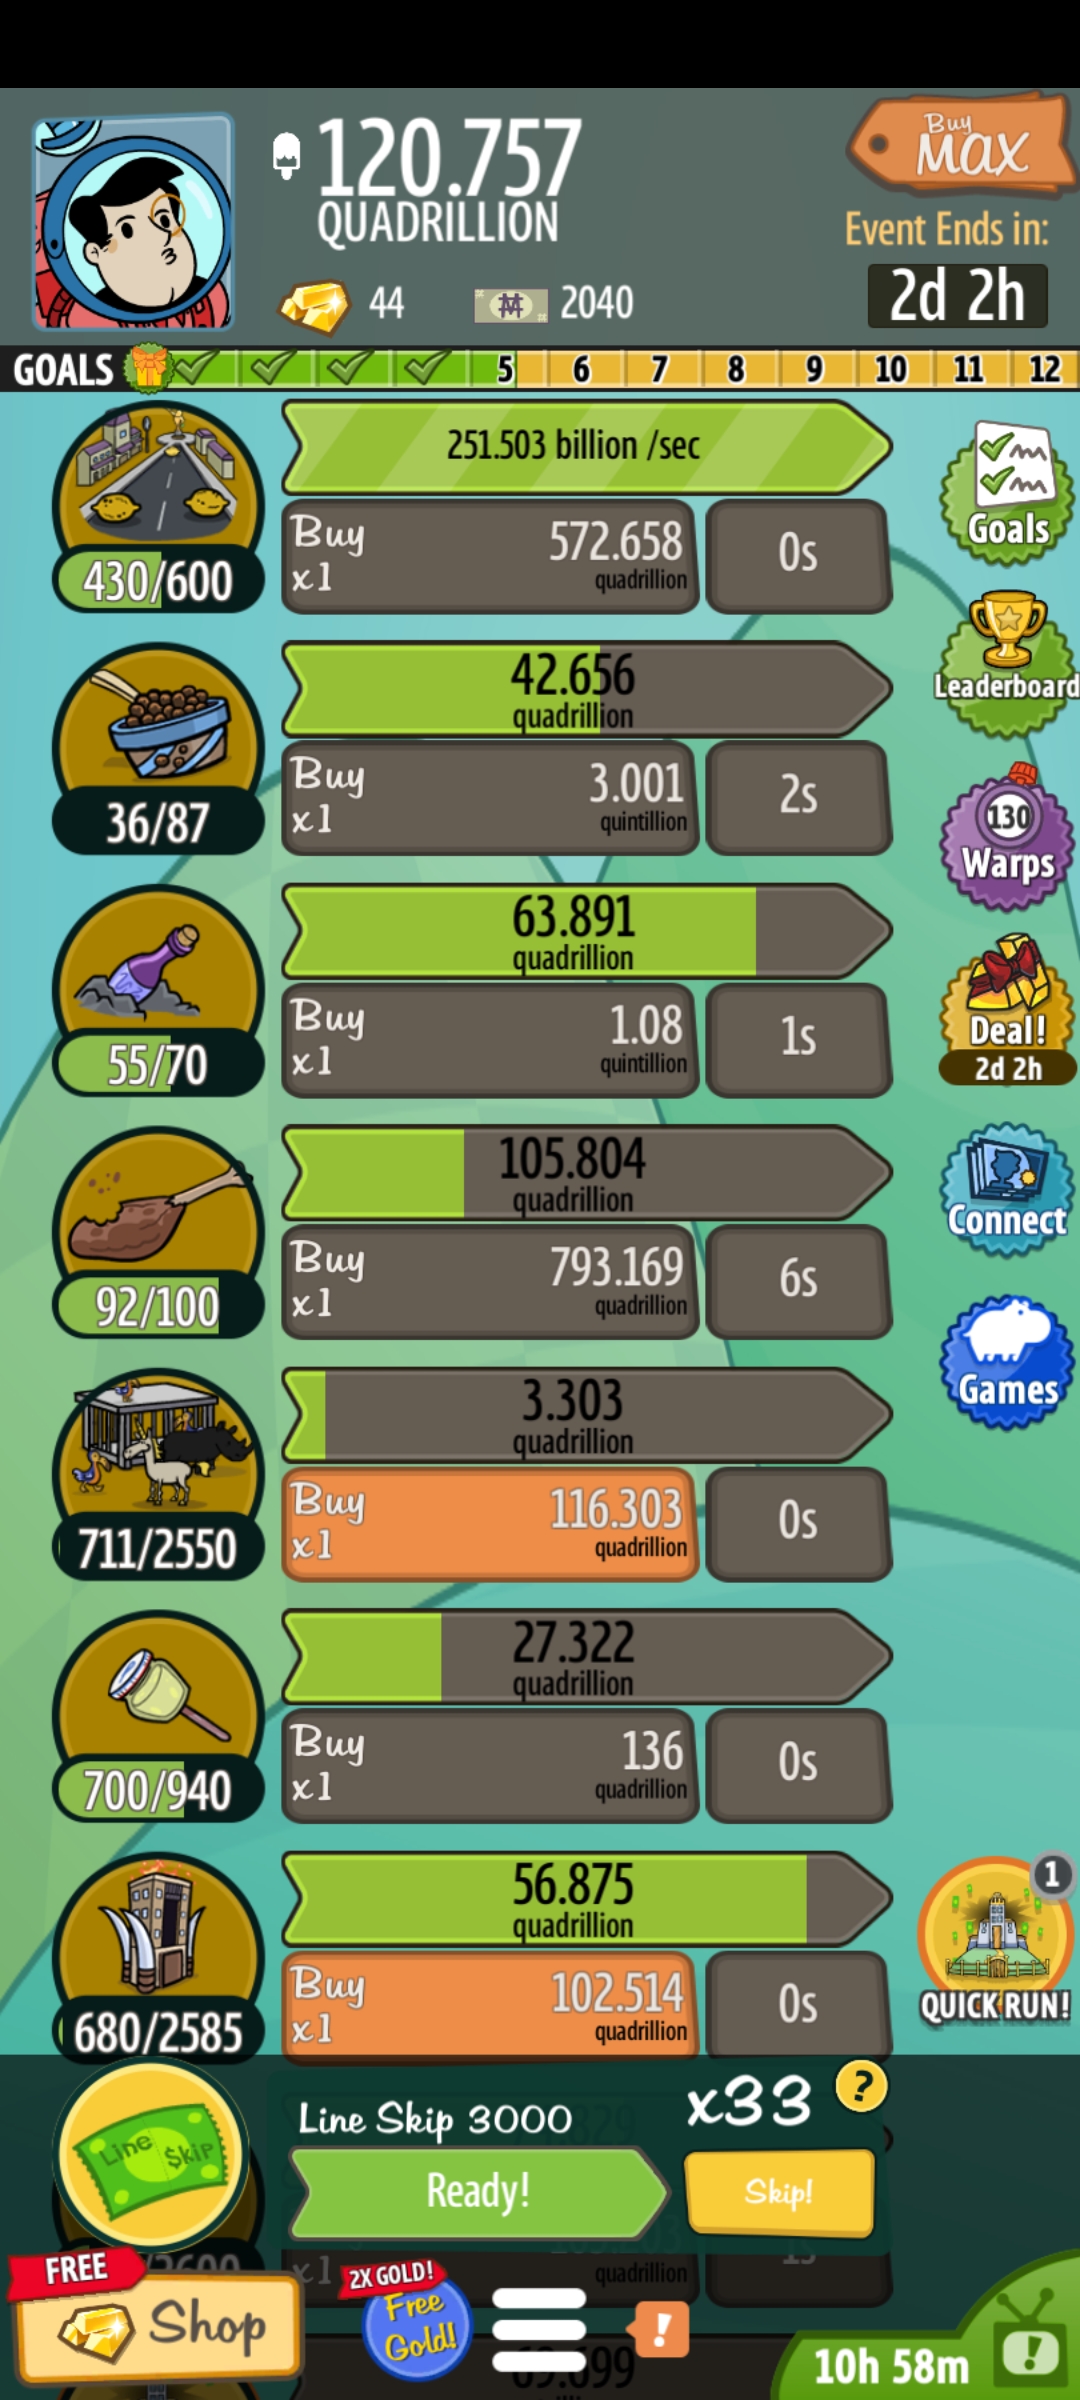 120.757
QUADRILLION
44
2040
Buy
MAX
Event Ends in:
2d 2h
GOALS
5 6 7 8 9 10 11 12
251.503 billion /sec
430/600
Buy
x1
572.658
quadrillion
0s
Goals
42.656
quadrillion
36/87
Buy
x1
3.001
quintillion
2s
Leaderboard
63.891
quadrillion
55/70
Buy
x1
1.08
quintillion
1s
130
Warps
105.804
quadrillion
92/100
Buy
x1
793.169
quadrillion
6s
Deal!
2d 2h
Connect
3.303
quadrillion
711/2550
Buy
x1
116.303
quadrillion
0s
Games
27.322
quadrillion
700/940
Buy
x1
136
quadrillion
0s
56.875
quadrillion
680/2585
Buy
x1
102.514
quadrillion
0s
1
QUICK RUN!
Line Skip
Line Skip 3000
x33
?
Ready!
Skip!
x1
quadrillion
1s
FREE
Shop
2X GOLD!
Free
Gold!
!
10h 58m
!